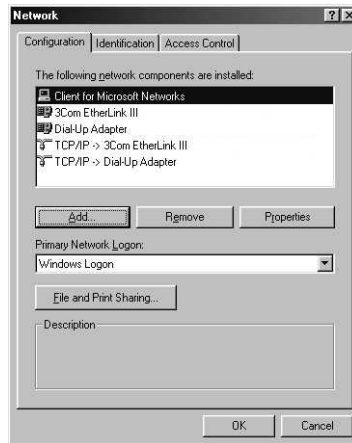 Network
Configuration Identification Access Control
The following network components are installed:
Client for Microsoft Networks
3Com EtherLink III
Dial-Up Adapter
TCP/IP -> 3Com EtherLink III
TCP/IP -> Dial-Up Adapter
Add... Remove Properties
Primary Network Logon:
Windows Logon
File and Print Sharing...
Description
OK Cancel